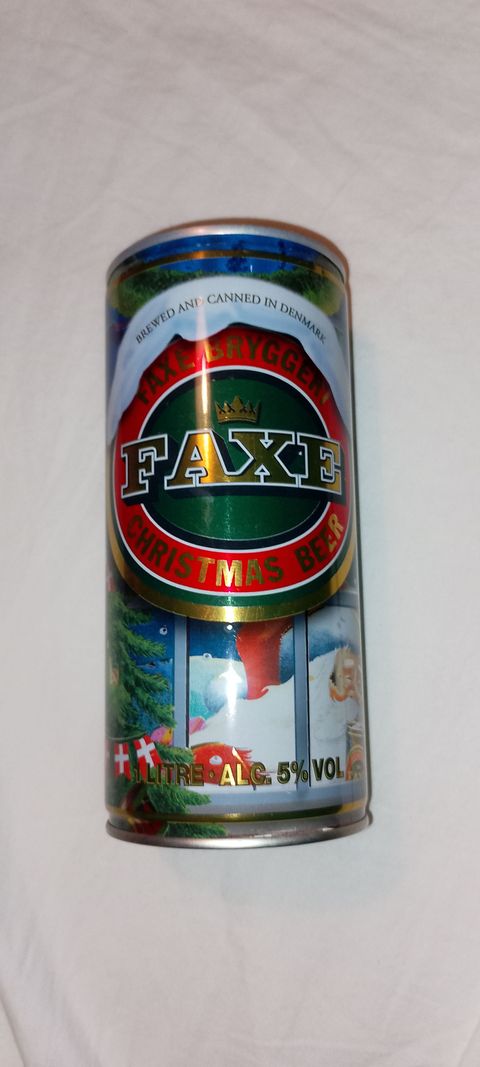 BREWED AND CANNED IN DENMARK
FAXE BRYGGERI
FAXE
CHRISTMAS BEER
1 LITRE · ALC. 5% VOL